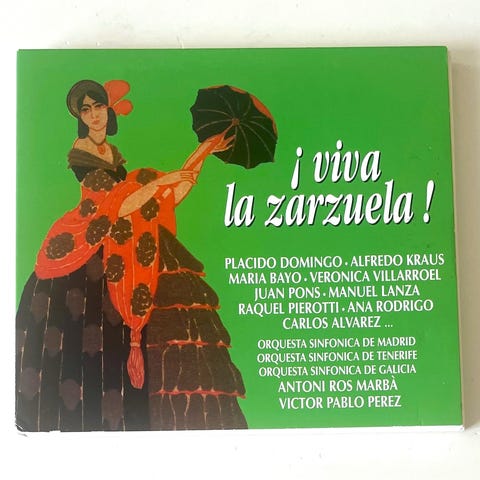 ¡ viva
la zarzuela !
PLACIDO DOMINGO · ALFREDO KRAUS
MARIA BAYO · VERONICA VILLARROEL
JUAN PONS · MANUEL LANZA
RAQUEL PIEROTTI · ANA RODRIGO
CARLOS ALVAREZ ...
ORQUESTA SINFONICA DE MADRID
ORQUESTA SINFONICA DE TENERIFE
ORQUESTA SINFONICA DE GALICIA
ANTONI ROS MARBÀ
VICTOR PABLO PEREZ